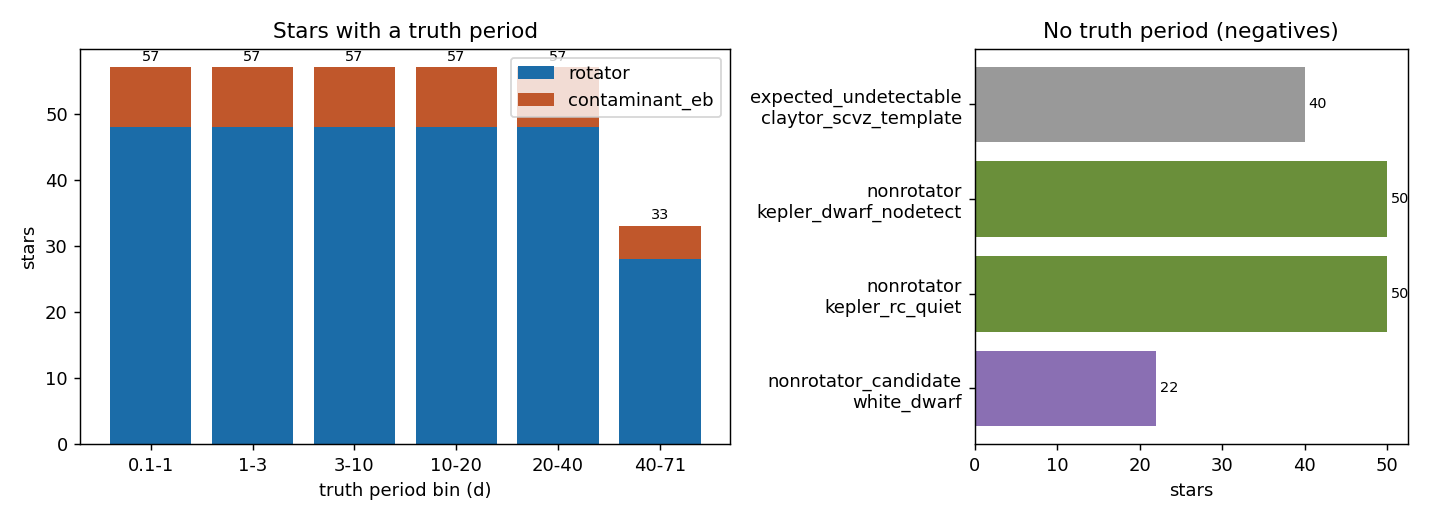 Stars with a truth period
57
57
57
57
57
33
rotator
contaminant_eb
50
40
30
20
10
0
stars
0.1-1
1-3
3-10
10-20
20-40
40-71
truth period bin (d)
No truth period (negatives)
expected_undetectable
claytor_scvz_template
40
nonrotator
kepler_dwarf_nodetect
50
nonrotator
kepler_rc_quiet
50
nonrotator_candidate
white_dwarf
22
0
10
20
30
40
50
stars